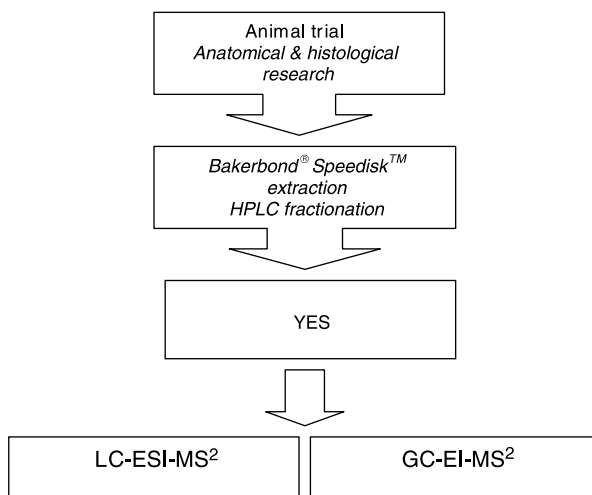 Animal trial
Anatomical & histological
research
Bakerbond® Speedisk™
extraction
HPLC fractionation
YES
LC-ESI-MS²
GC-EI-MS²